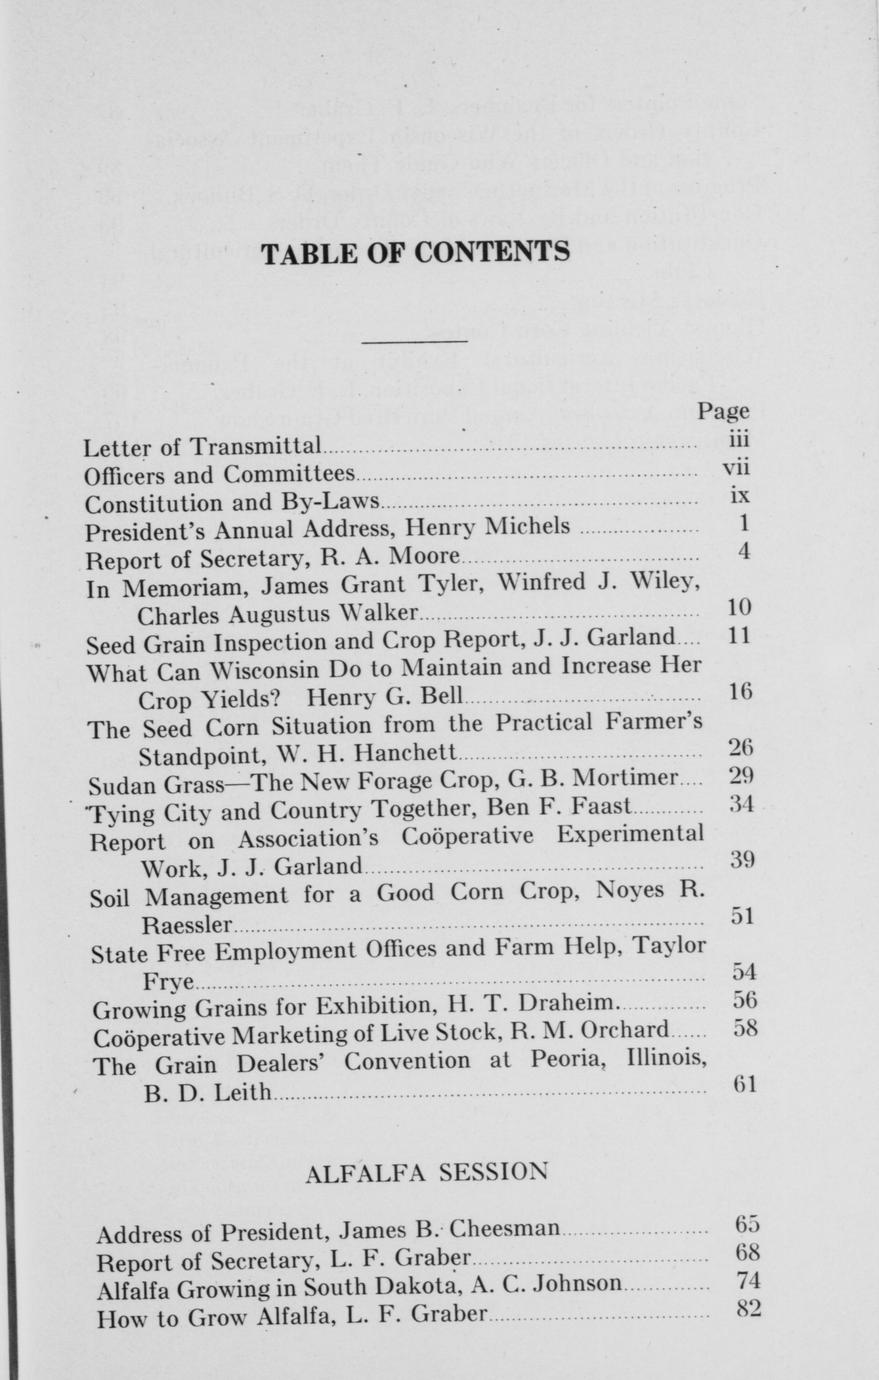 TABLE OF CONTENTS
Page
Letter of Transmittal iii
Officers and Committees vii
Constitution and By-Laws ix
President's Annual Address, Henry Michels 1
Report of Secretary, R. A. Moore 4
In Memoriam, James Grant Tyler, Winfred J. Wiley,
Charles Augustus Walker 10
Seed Grain Inspection and Crop Report, J. J. Garland 11
What Can Wisconsin Do to Maintain and Increase Her
Crop Yields? Henry G. Bell 16
The Seed Corn Situation from the Practical Farmer's
Standpoint, W. H. Hanchett 26
Sudan Grass—The New Forage Crop, G. B. Mortimer 29
Tying City and Country Together, Ben F. Faast 34
Report on Association's Coöperative Experimental
Work, J. J. Garland 39
Soil Management for a Good Corn Crop, Noyes R.
Raessler 51
State Free Employment Offices and Farm Help, Taylor
Frye 54
Growing Grains for Exhibition, H. T. Draheim. 56
Coöperative Marketing of Live Stock, R. M. Orchard 58
The Grain Dealers' Convention at Peoria, Illinois,
B. D. Leith 61
ALFALFA SESSION
Address of President, James B. Cheesman 65
Report of Secretary, L. F. Graber 68
Alfalfa Growing in South Dakota, A. C. Johnson 74
How to Grow Alfalfa, L. F. Graber 82